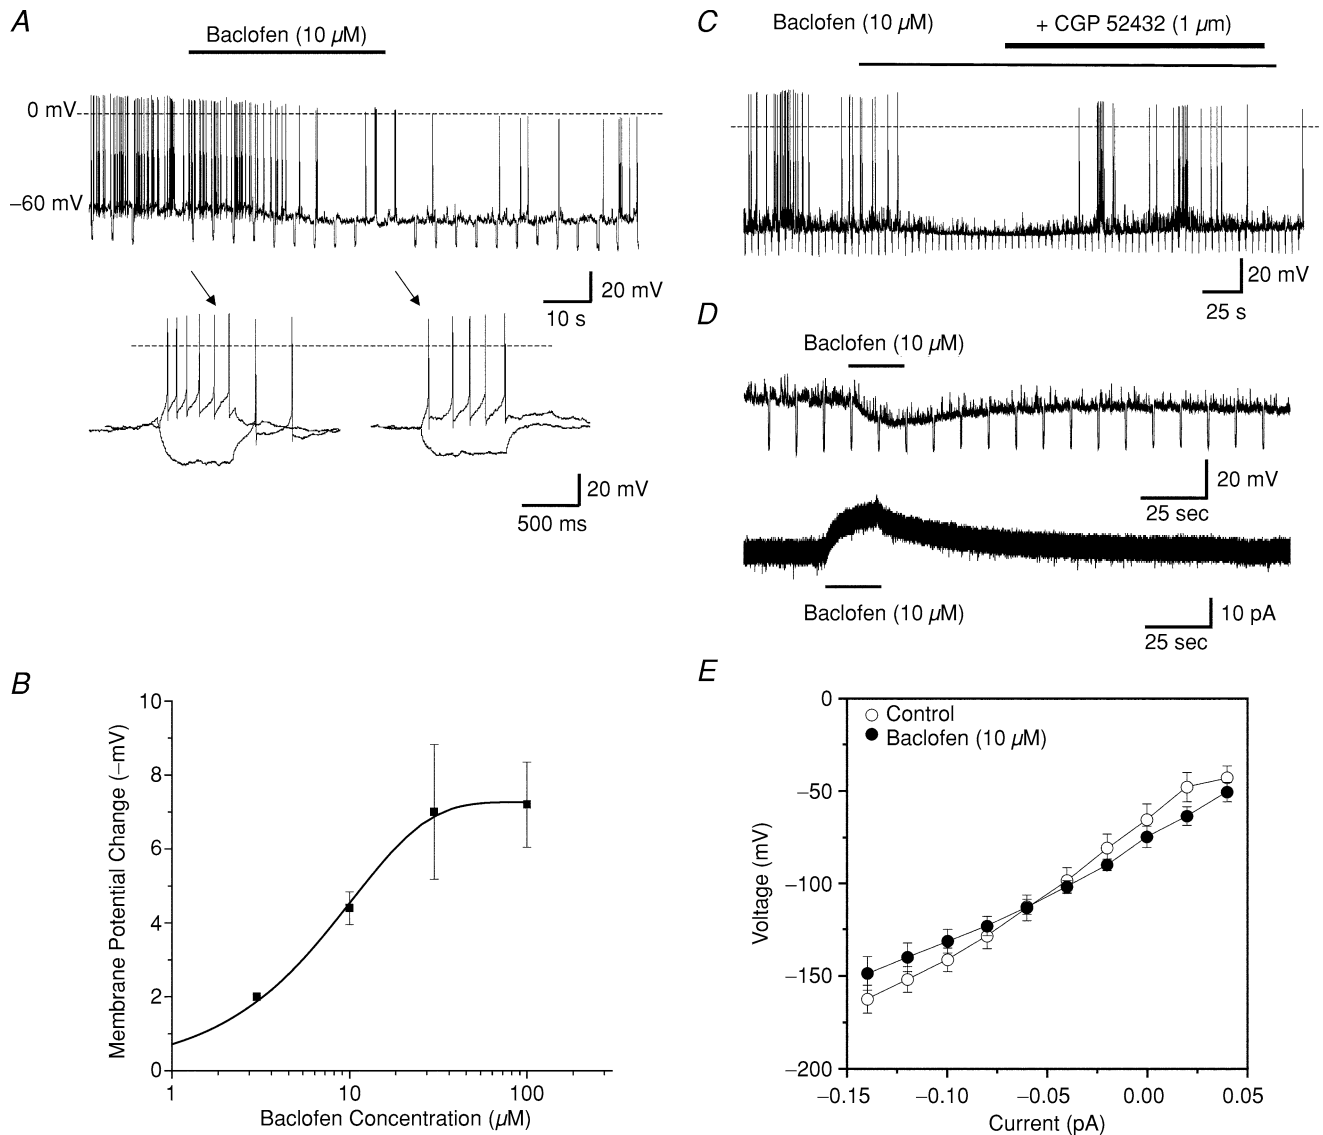 A
Baclofen (10 µM)
0 mV
−60 mV
20 mV
10 s
20 mV
500 ms
B
10
8
6
4
2
0
Membrane Potential Change (−mV)
1
10
100
Baclofen Concentration (µM)
C
Baclofen (10 µM)
+ CGP 52432 (1 µm)
20 mV
25 s
D
Baclofen (10 µM)
20 mV
25 sec
Baclofen (10 µM)
10 pA
25 sec
E
Control
Baclofen (10 µM)
0
−50
−100
−150
−200
Voltage (mV)
−0.15
−0.10
−0.05
0.00
0.05
Current (pA)